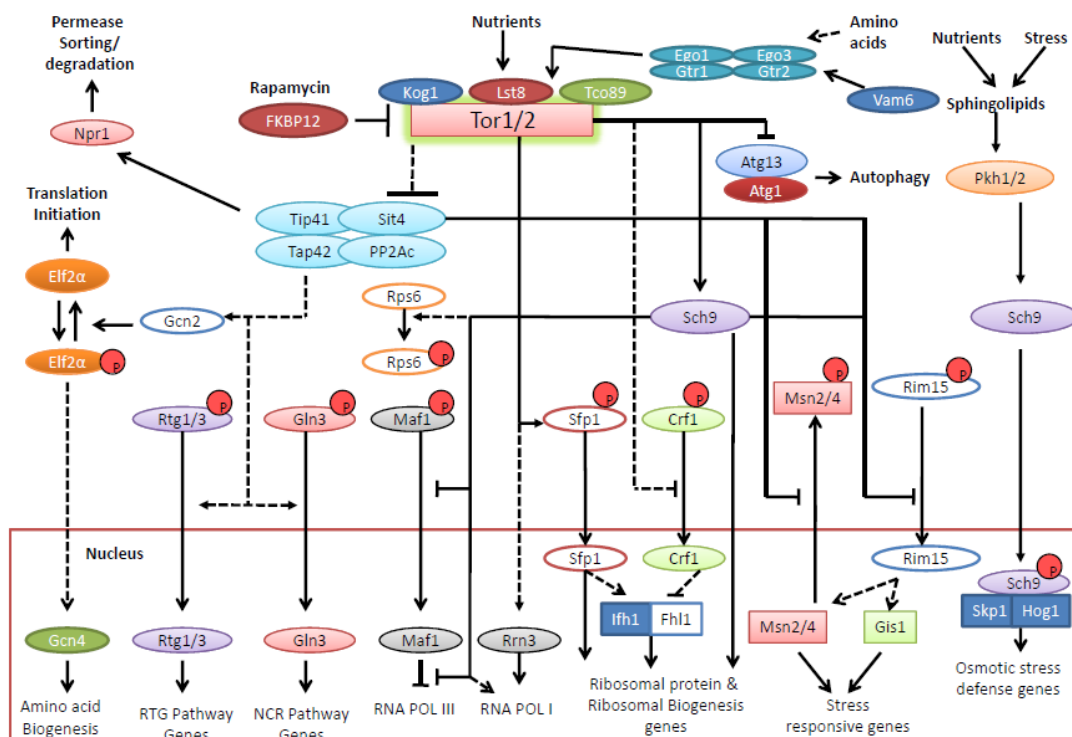 Permease
Sorting/
degradation
Nutrients
Amino
acids
Nutrients
Stress
Rapamycin
FKBP12
Kog1
Lst8
Tco89
Tor1/2
Ego1
Ego3
Gtr1
Gtr2
Vam6
Sphingolipids
Npr1
Atg13
Atg1
Autophagy
Pkh1/2
Translation
Initiation
Tip41
Sit4
Tap42
PP2Ac
Elf2α
Rps6
Gcn2
Sch9
Sch9
Elf2α
P
Rps6
P
Rtg1/3
P
Gln3
P
Maf1
P
Sfp1
P
Crf1
P
Msn2/4
P
Rim15
P
Nucleus
Sfp1
Crf1
Rim15
Sch9
P
Skp1
Hog1
Ifh1
Fhl1
Gcn4
Rtg1/3
Gln3
Maf1
Rrn3
Msn2/4
Gis1
Amino acid
Biogenesis
RTG Pathway
Genes
NCR Pathway
Genes
RNA POL III
RNA POL I
Ribosomal protein &
Ribosomal Biogenesis
genes
Stress
responsive genes
Osmotic stress
defense genes